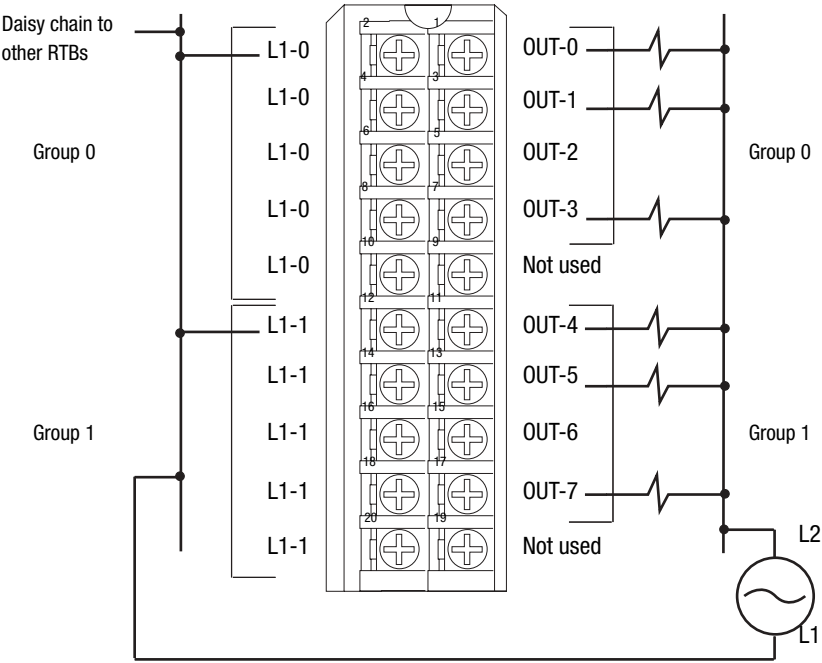 Daisy chain to
other RTBs
2 1
L1-0 OUT-0
4 3
L1-0 OUT-1
6 5
Group 0 L1-0 OUT-2 Group 0
8 7
L1-0 OUT-3
10 9
L1-0 Not used
12 11
L1-1 OUT-4
14 13
L1-1 OUT-5
16 15
Group 1 L1-1 OUT-6 Group 1
18 17
L1-1 OUT-7
20 19
L1-1 Not used
L2
L1